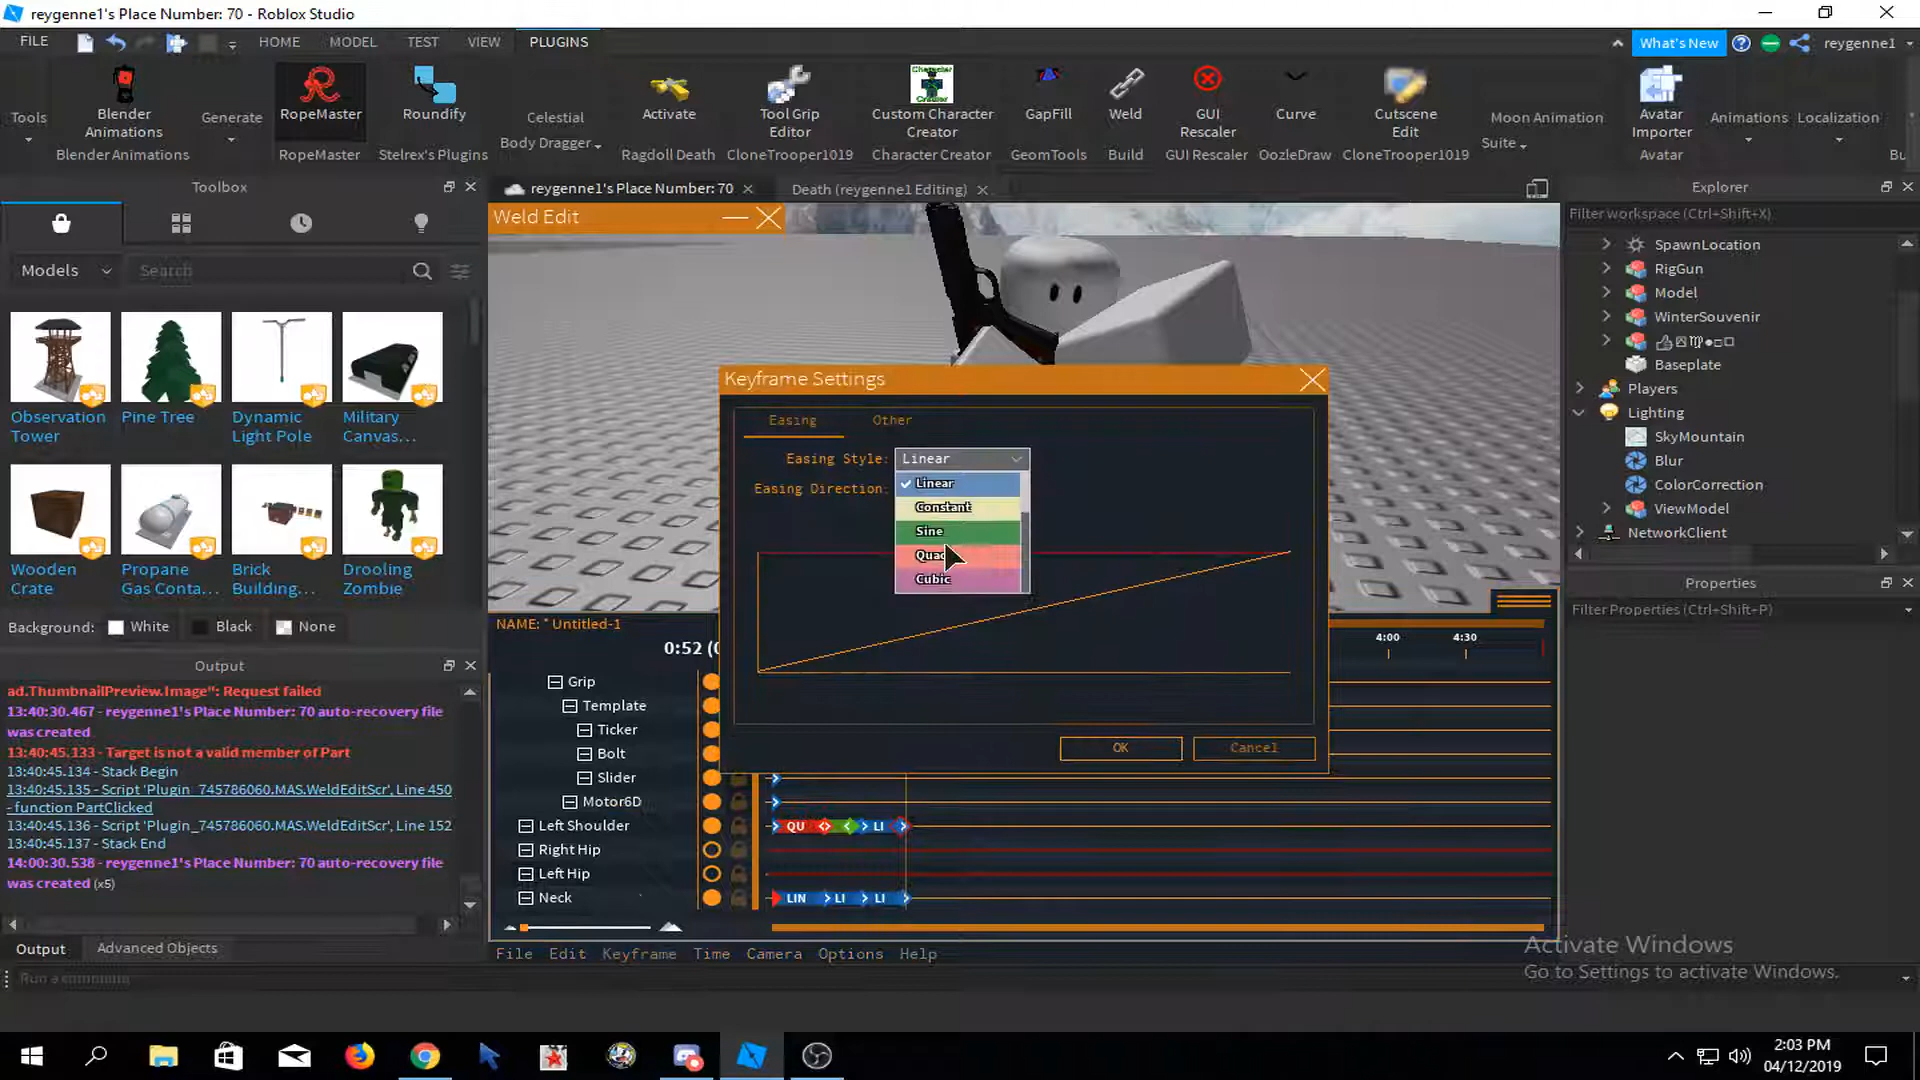 reygenne1's Place Number: 70 - Roblox Studio
FILE
HOME
MODEL
TEST
VIEW
PLUGINS
What's New
reygenne1
Tools
Blender Animations
Blender Animations
Generate
RopeMaster
RopeMaster
Roundify
Stelrex's Plugins
Celestial Body Dragger
Activate
Ragdoll Death
Tool Grip Editor
CloneTrooper1019
Custom Character Creator
Character Creator
GapFill
GeomTools
Weld
Build
GUI Rescaler
GUI Rescaler
Curve
OozleDraw
Cutscene Edit
CloneTrooper1019
Moon Animation Suite
Avatar Importer
Avatar
Animations
Localization
Bu
Toolbox
Models
Search
Observation Tower
Pine Tree
Dynamic Light Pole
Military Canvas...
Wooden Crate
Propane Gas Conta...
Brick Building...
Drooling Zombie
Background:
White
Black
None
Output
ad.ThumbnailPreview.Image": Request failed
13:40:30.467 - reygenne1's Place Number: 70 auto-recovery file
was created
13:40:45.133 - Target is not a valid member of Part
13:40:45.134 - Stack Begin
13:40:45.135 - Script 'Plugin_745786060.MAS.WeldEditScr', Line 450
- function PartClicked
13:40:45.136 - Script 'Plugin_745786060.MAS.WeldEditScr', Line 152
13:40:45.137 - Stack End
14:00:30.538 - reygenne1's Place Number: 70 auto-recovery file
was created (x5)
Output
Advanced Objects
Run a command
reygenne1's Place Number: 70
Death (reygenne1 Editing)
Weld Edit
Keyframe Settings
Easing
Other
Easing Style:
Linear
Easing Direction:
Linear
Constant
Sine
Cubic
OK
Cancel
NAME: * Untitled-1
0:52
4:00
4:30
Grip
Template
Ticker
Bolt
Slider
Motor6D
Left Shoulder
QU
LI
Right Hip
Left Hip
Neck
LIN
LI
LI
File
Edit
Keyframe
Time
Camera
Options
Help
Explorer
Filter workspace (Ctrl+Shift+X)
SpawnLocation
RigGun
Model
WinterSouvenir
Baseplate
Players
Lighting
SkyMountain
Blur
ColorCorrection
ViewModel
NetworkClient
Properties
Filter Properties (Ctrl+Shift+P)
Activate Windows
Go to Settings to activate Windows.
2:03 PM
04/12/2019